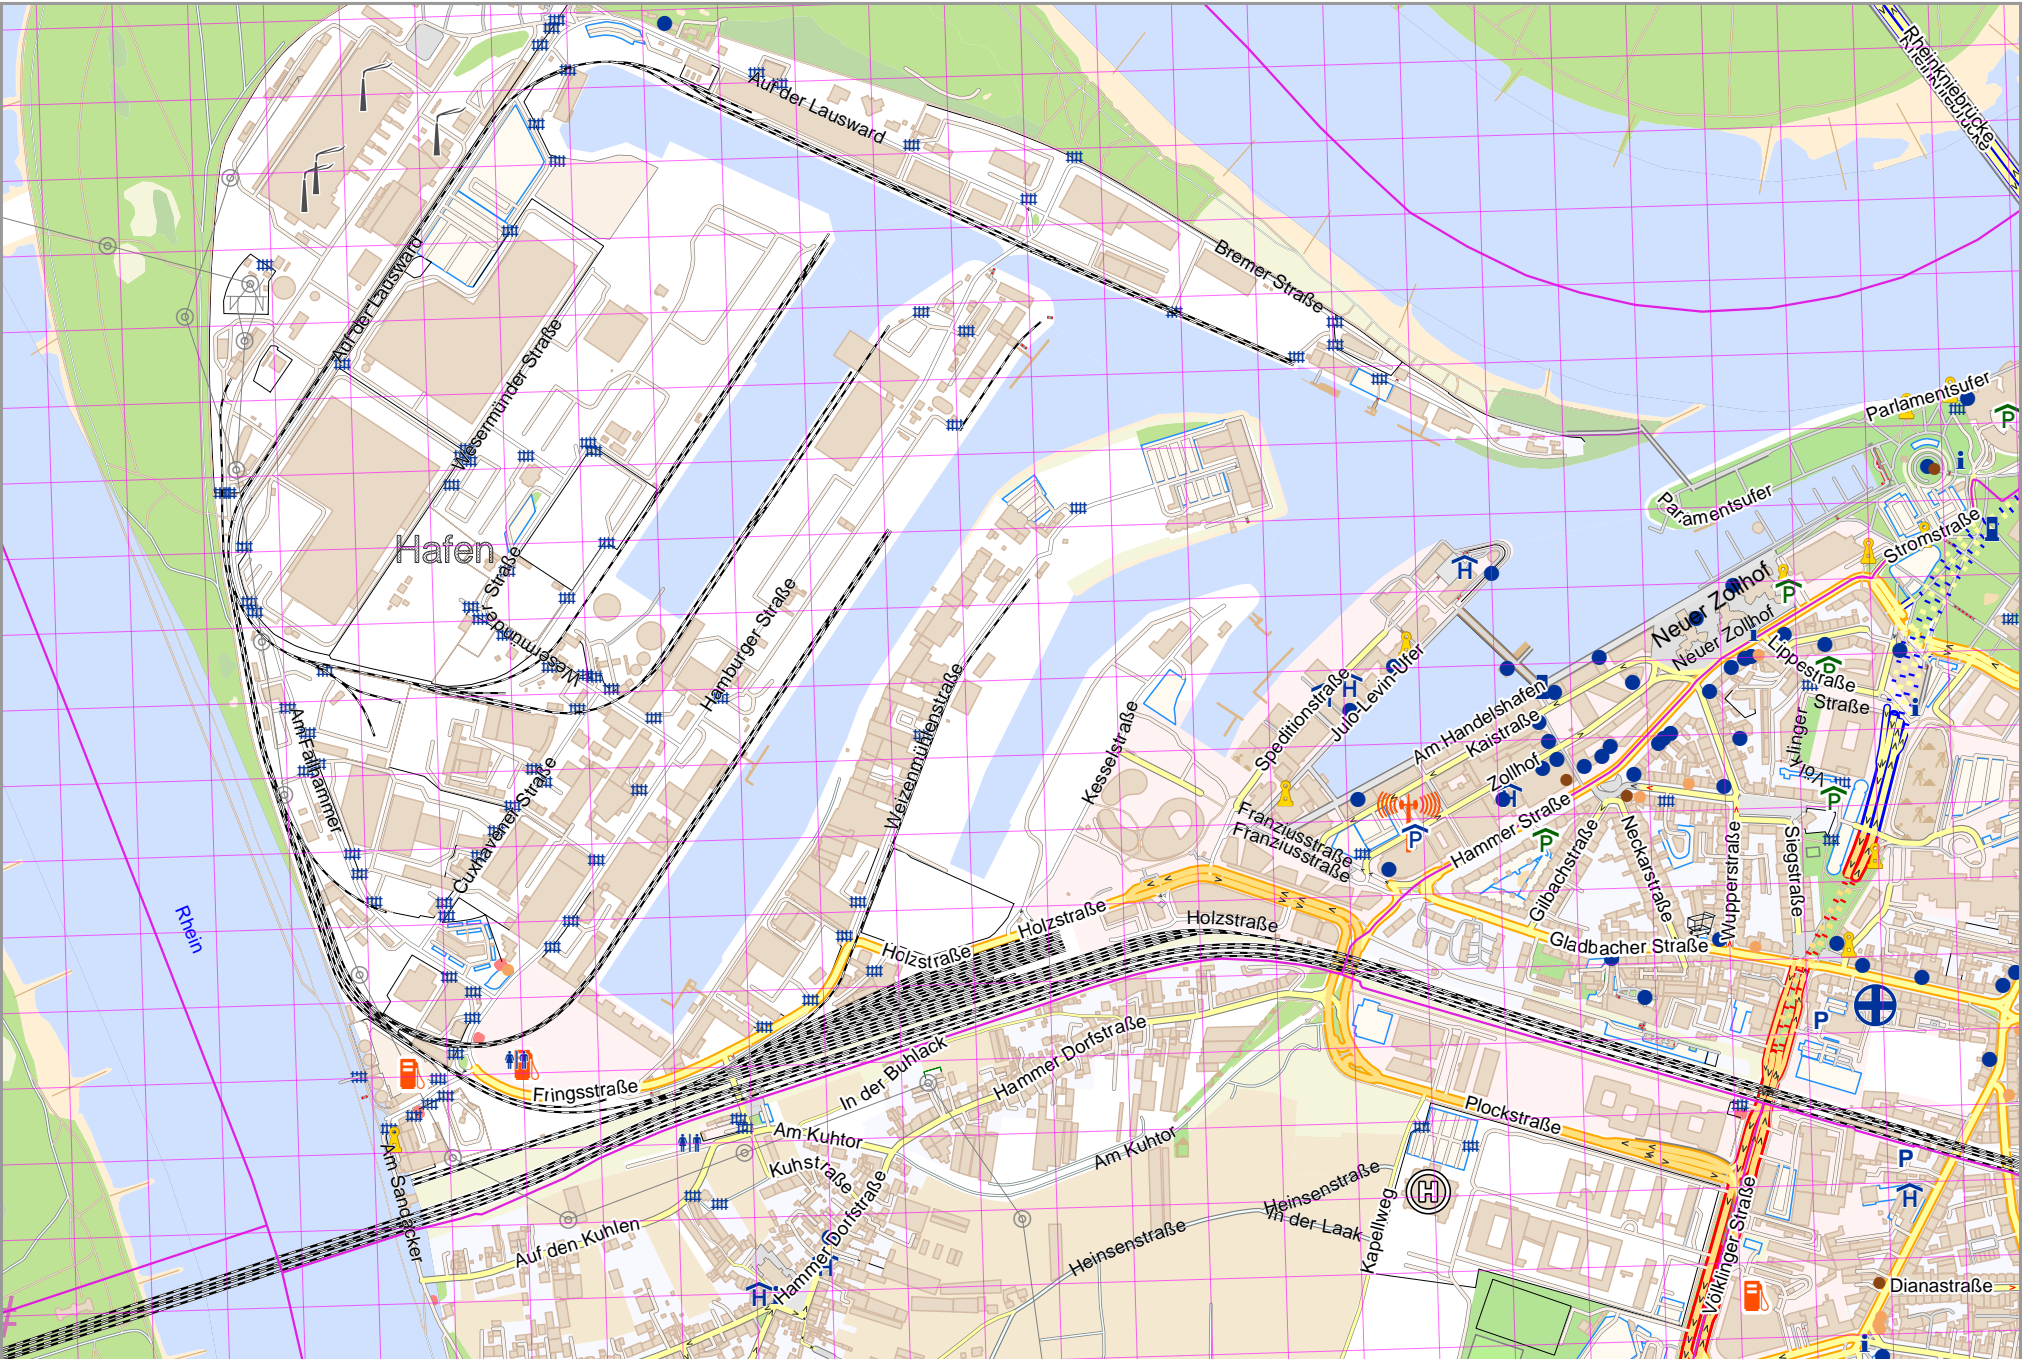 Rheinkniebrücke
Rheinkniebrücke
Auf der Lausward
Bremer Straße
Auf der Lausward
Wesermünder Straße
Parlamentsufer
P
Paramentsufer
Stromstraße
Hafen
Neuer Zollhof
Neuer Zollhof
P
H
Lippestraße
P
Straße
Wesermünder Straße
Hamburger Straße
Weizenmühlenstraße
Kesselstraße
Speditionstraße
H
H
Julo-Levin-Ufer
Am Handelshafen
Kaistraße
Zollhof
H
Volklinger
P
Am Fallhammer
Cuxhavener Straße
Franziusstraße
Franziusstraße
P
Hammer Straße
P
Gilbachstraße
Neckarstraße
Wupperstraße
Siegstraße
Rhein
Holzstraße
Holzstraße
Holzstraße
Gladbacher Straße
Fringsstraße
In der Buhlack
Hammer Dorfstraße
P
Plockstraße
Am Kuhtor
Am Kuhtor
Kuhstraße
Am Sandacker
Auf den Kuhlen
Hammer Dorfstraße
H
H
Heinsenstraße
Heinsenstraße
In der Laak
Kapellweg
H
P
H
Völklinger Straße
Dianastraße